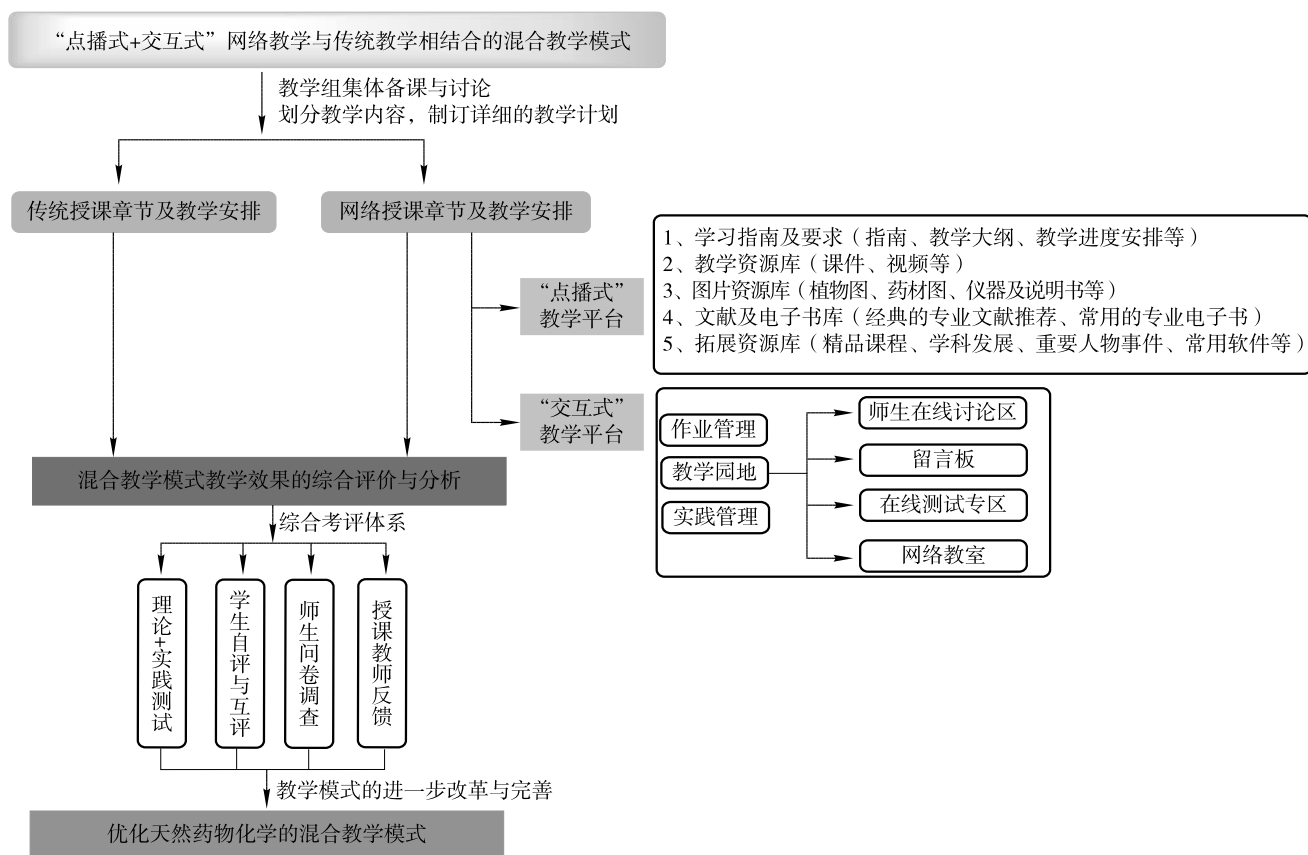 “点播式+交互式”网络教学与传统教学相结合的混合教学模式
教学组集体备课与讨论
划分教学内容，制订详细的教学计划
传统授课章节及教学安排
网络授课章节及教学安排
“点播式”
教学平台
1、学习指南及要求（指南、教学大纲、教学进度安排等）
2、教学资源库（课件、视频等）
3、图片资源库（植物图、药材图、仪器及说明书等）
4、文献及电子书库（经典的专业文献推荐、常用的专业电子书）
5、拓展资源库（精品课程、学科发展、重要人物事件、常用软件等）
“交互式”
教学平台
作业管理
教学园地
实践管理
师生在线讨论区
留言板
在线测试专区
网络教室
混合教学模式教学效果的综合评价与分析
综合考评体系
理论+实践测试
学生自评与互评
师生问卷调查
授课教师反馈
教学模式的进一步改革与完善
优化天然药物化学的混合教学模式